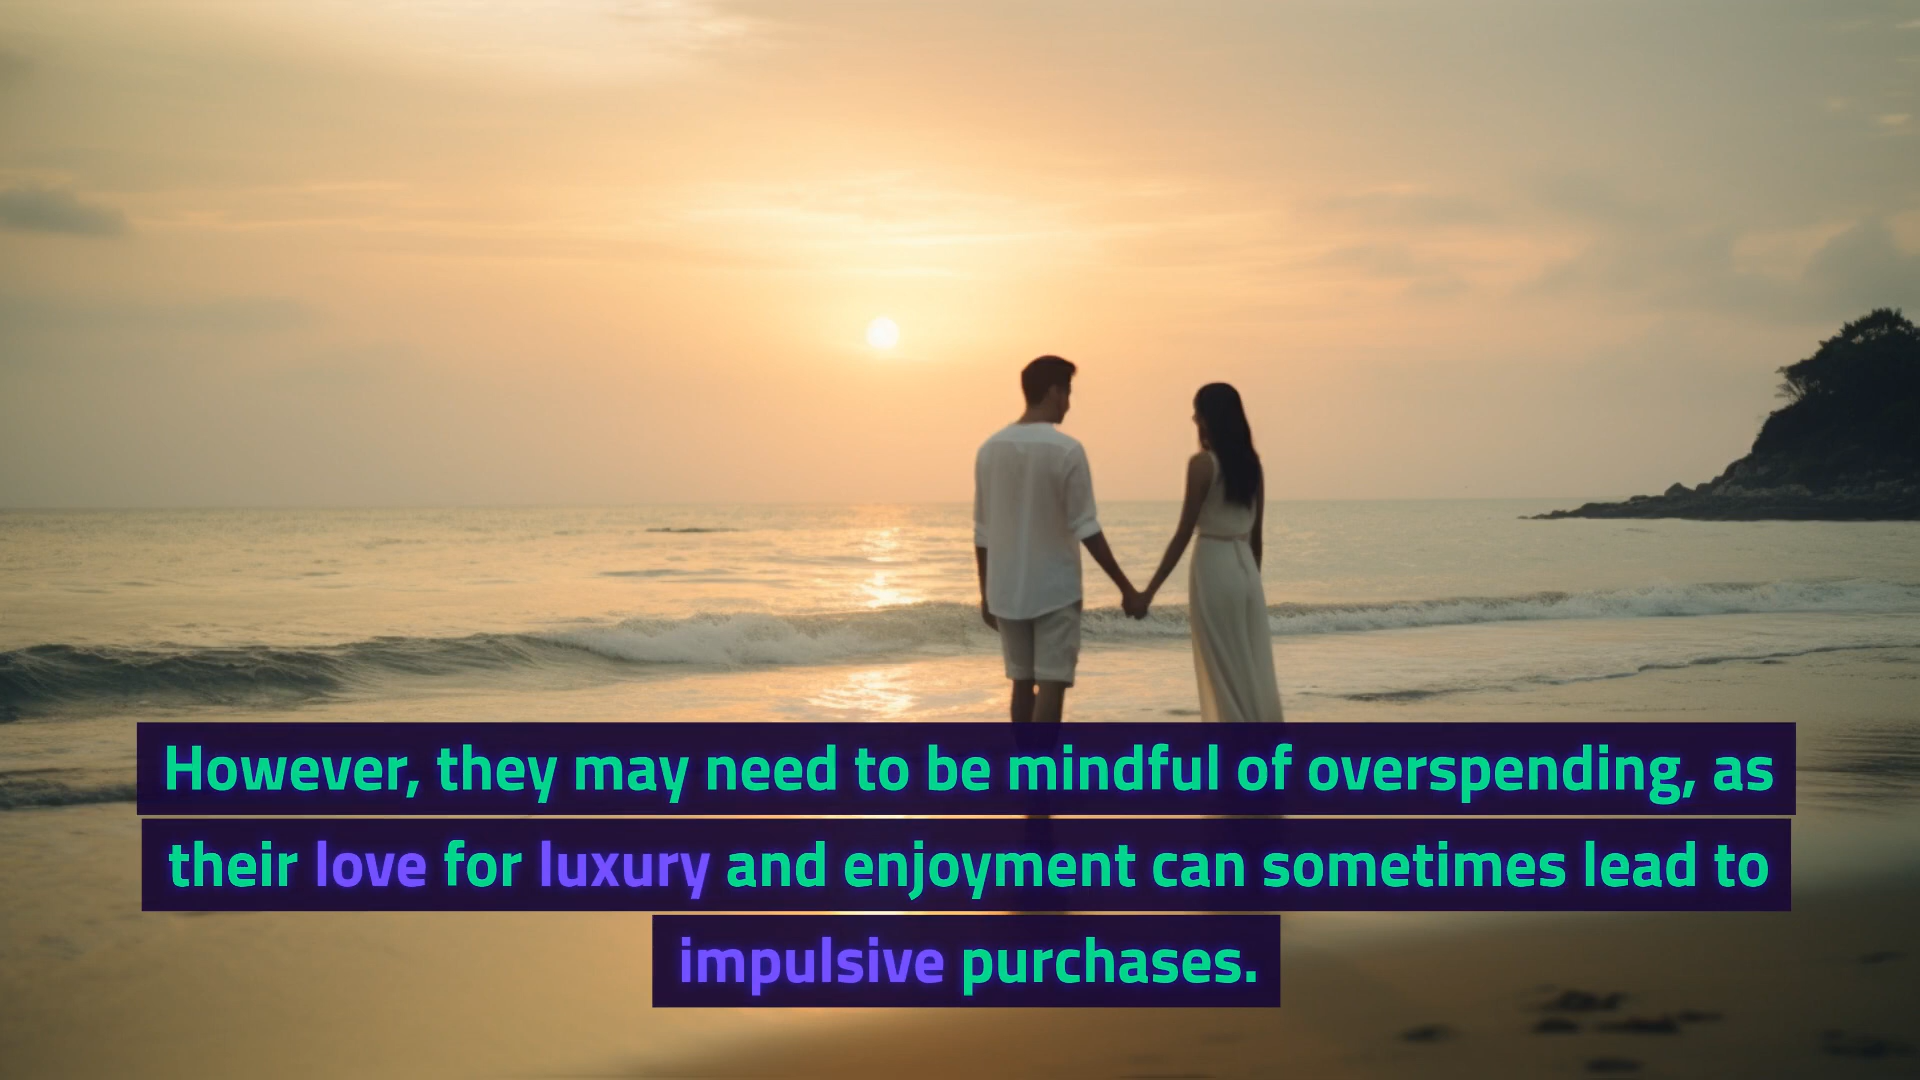 However, they may need to be mindful of overspending, as
their love for luxury and enjoyment can sometimes lead to
impulsive purchases.